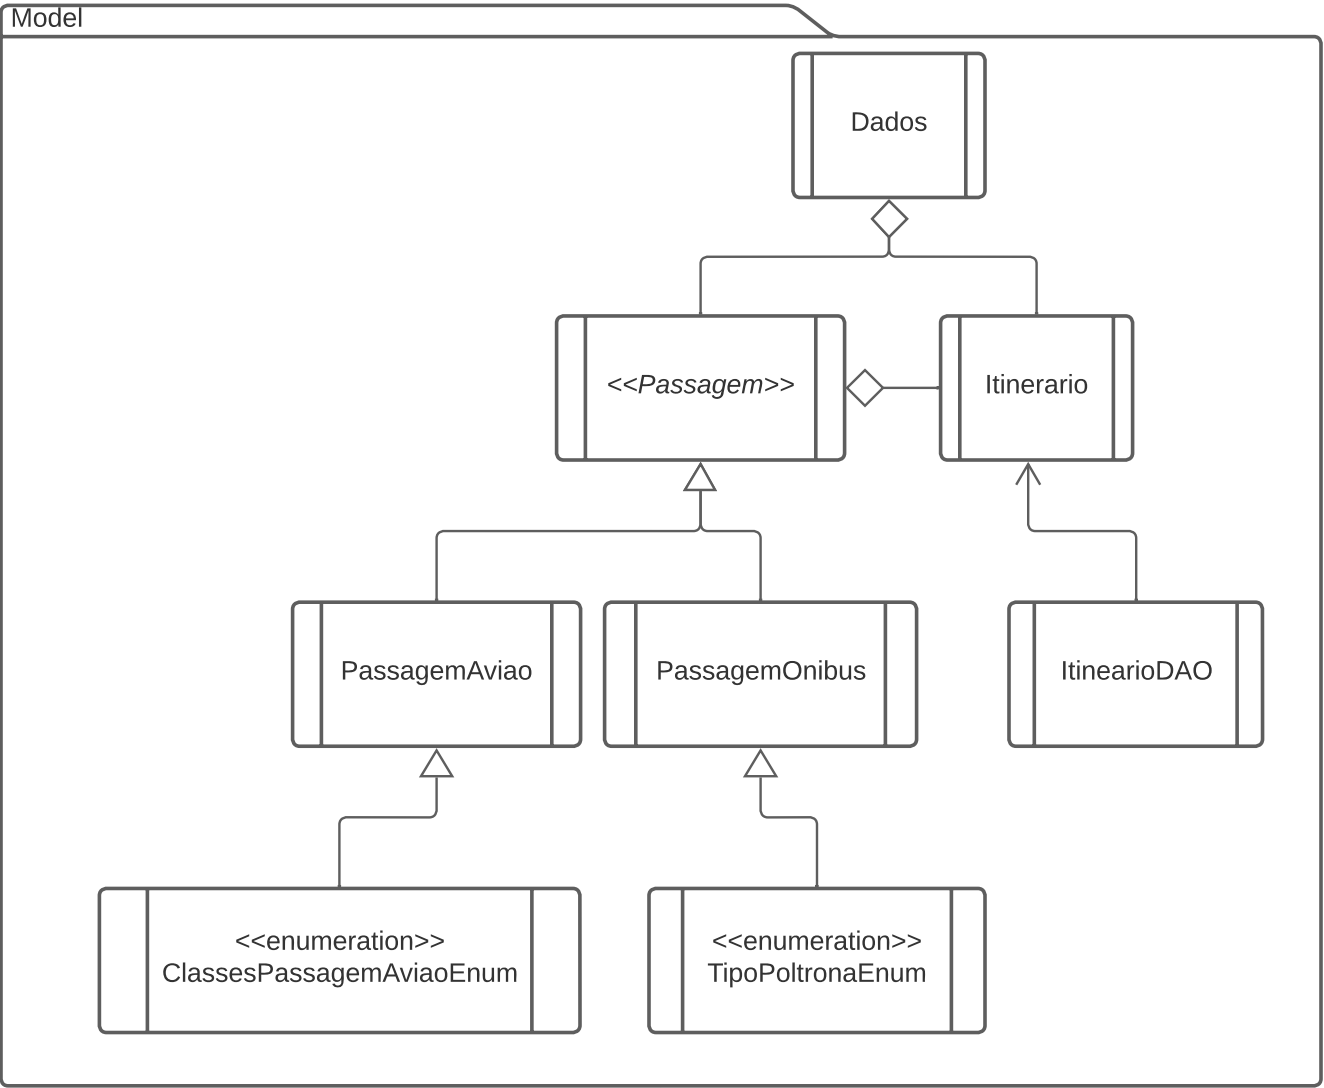 Model
Dados
<<Passagem>>
Itinerario
PassagemAviao
PassagemOnibus
ItinearioDAO
<<enumeration>>
ClassesPassagemAviaoEnum
<<enumeration>>
TipoPoltronaEnum